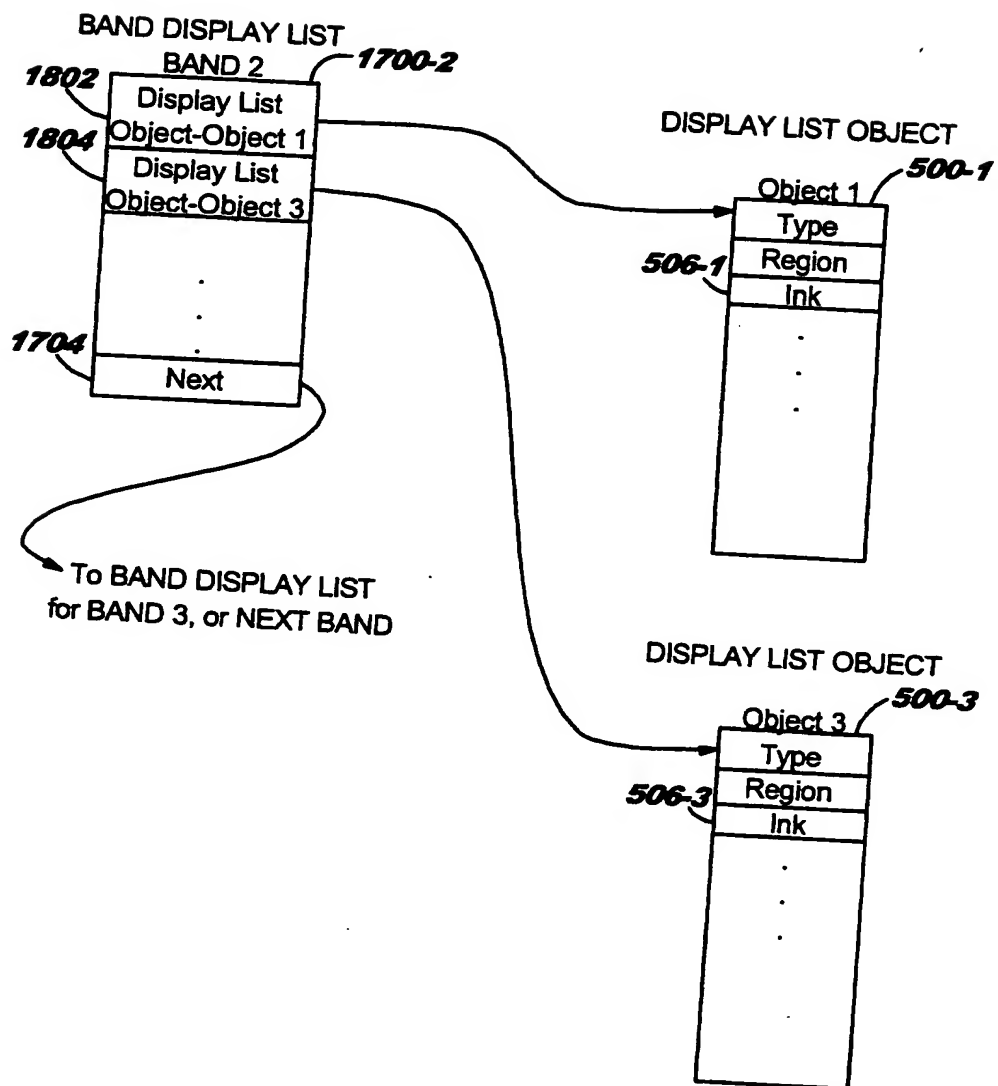 BAND DISPLAY LIST
BAND 2
1700-2
1802
Display List
Object-Object 1
1804
Display List
Object-Object 3
.
.
.
1704
Next
To BAND DISPLAY LIST
for BAND 3, or NEXT BAND
DISPLAY LIST OBJECT
500-1
Object 1
Type
Region
506-1
Ink
.
.
.
DISPLAY LIST OBJECT
500-3
Object 3
Type
Region
506-3
Ink
.
.
.